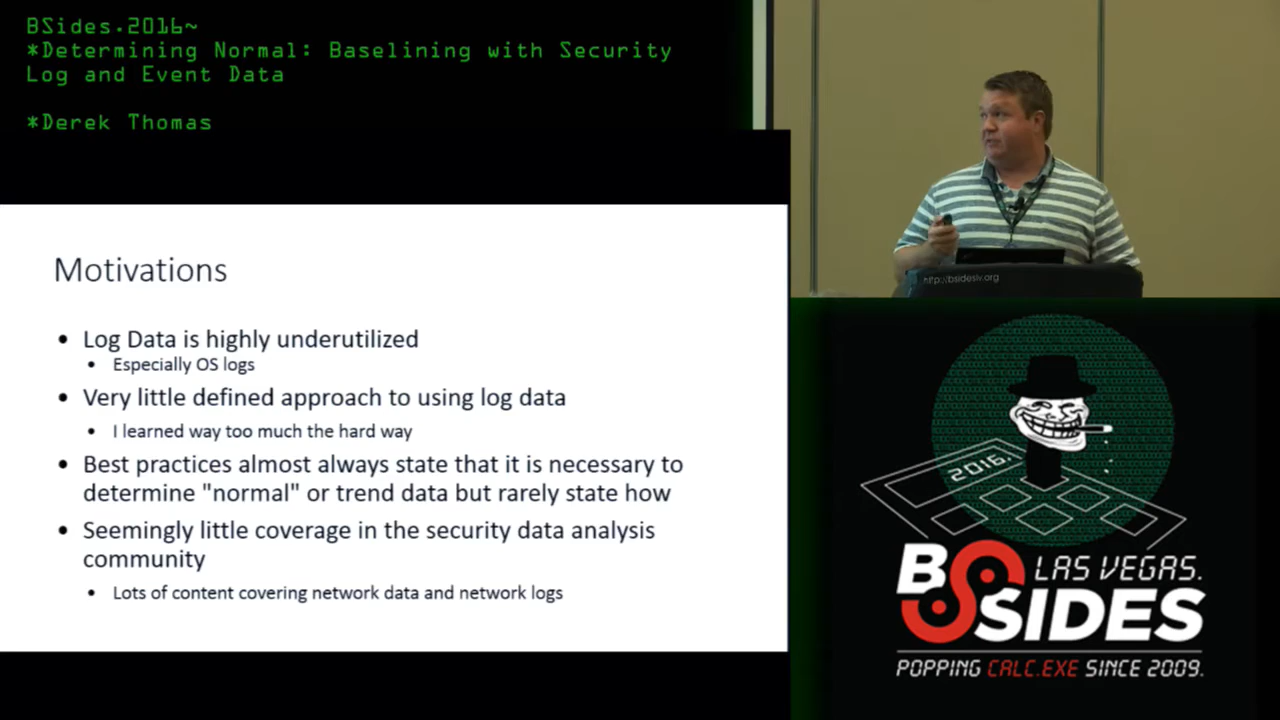 BSides.2016~
*Determining Normal: Baselining with Security
Log and Event Data
*Derek Thomas
Motivations
• Log Data is highly underutilized
• Especially OS logs
• Very little defined approach to using log data
• I learned way too much the hard way
• Best practices almost always state that it is necessary to
determine "normal" or trend data but rarely state how
• Seemingly little coverage in the security data analysis
community
• Lots of content covering network data and network logs
http://bsideslv.org
2016.
BSIDES
LAS VEGAS.
POPPING CALC.EXE SINCE 2009.